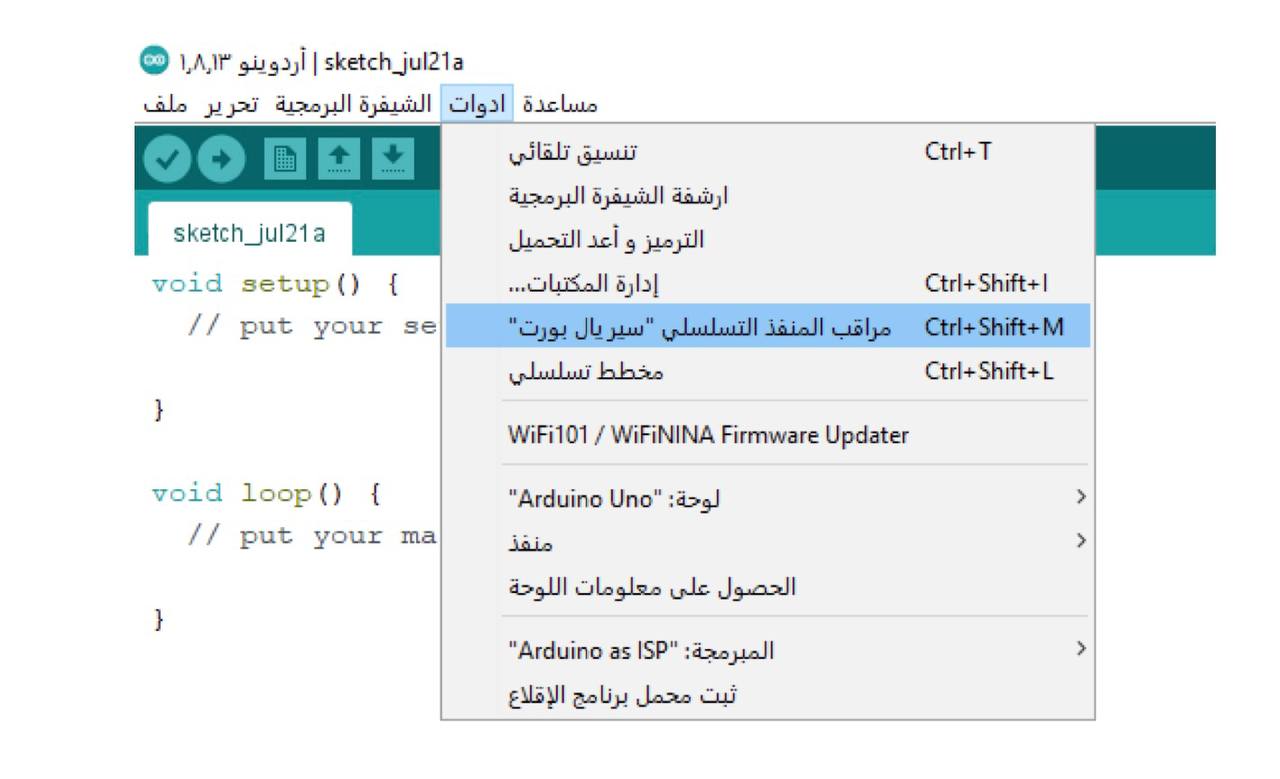 sketch_jul21a | أردوينو ١,٨,١٣
ملف تحرير الشيفرة البرمجية ادوات مساعدة
sketch_jul21a
void setup() {
// put your se
}
void loop() {
// put your ma
}
تنسيق تلقائي Ctrl+T
ارشفة الشيفرة البرمجية
الترميز و أعد التحميل
إدارة المكتبات... Ctrl+Shift+I
مراقب المنفذ التسلسلي "سيريال بورت" Ctrl+Shift+M
مخطط تسلسلي Ctrl+Shift+L
WiFi101 / WiFiNINA Firmware Updater
لوحة: "Arduino Uno"
منفذ
الحصول على معلومات اللوحة
المبرمجة: "Arduino as ISP"
ثبت محمل برنامج الإقلاع